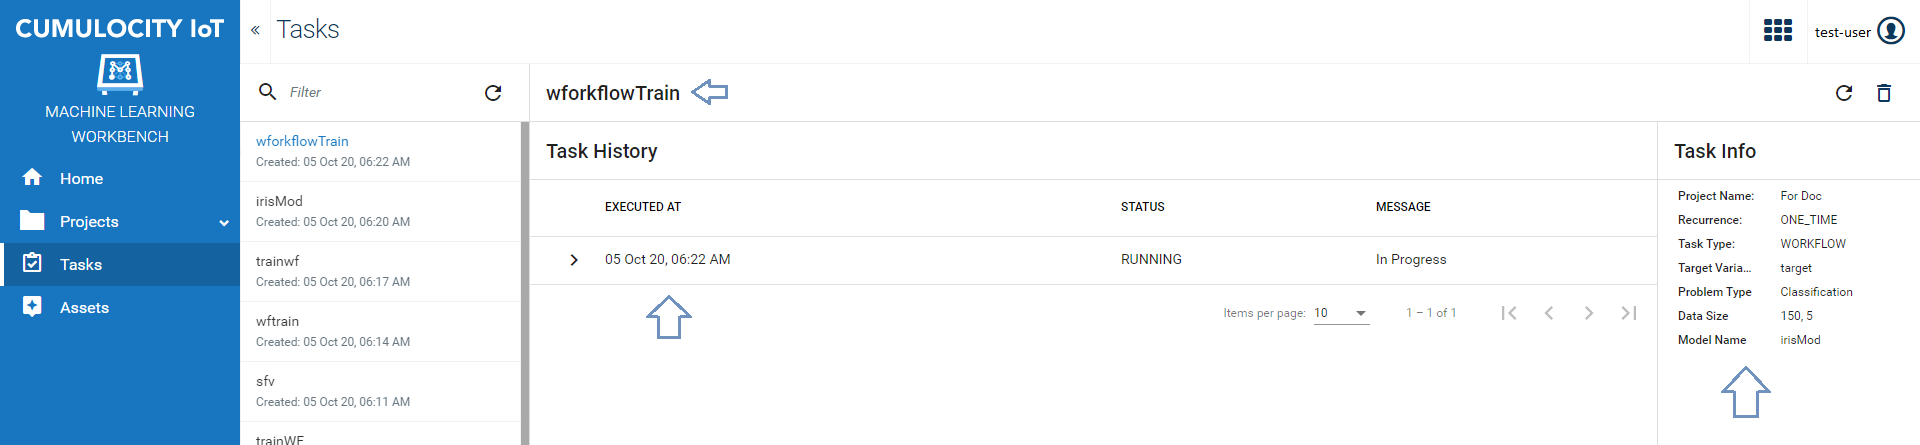 CUMULOCITY IoT
MACHINE LEARNING
WORKBENCH
Home
Projects
Tasks
Assets
« Tasks
test-user
Filter
wforkflowTrain
Created: 05 Oct 20, 06:22 AM
irisMod
Created: 05 Oct 20, 06:20 AM
trainwf
Created: 05 Oct 20, 06:17 AM
wftrain
Created: 05 Oct 20, 06:14 AM
sfv
Created: 05 Oct 20, 06:11 AM
trainWF
wforkflowTrain
Task History
EXECUTED AT STATUS MESSAGE
05 Oct 20, 06:22 AM RUNNING In Progress
Items per page: 10 1 – 1 of 1
Task Info
Project Name: For Doc
Recurrence: ONE_TIME
Task Type: WORKFLOW
Target Varia... target
Problem Type Classification
Data Size 150, 5
Model Name irisMod